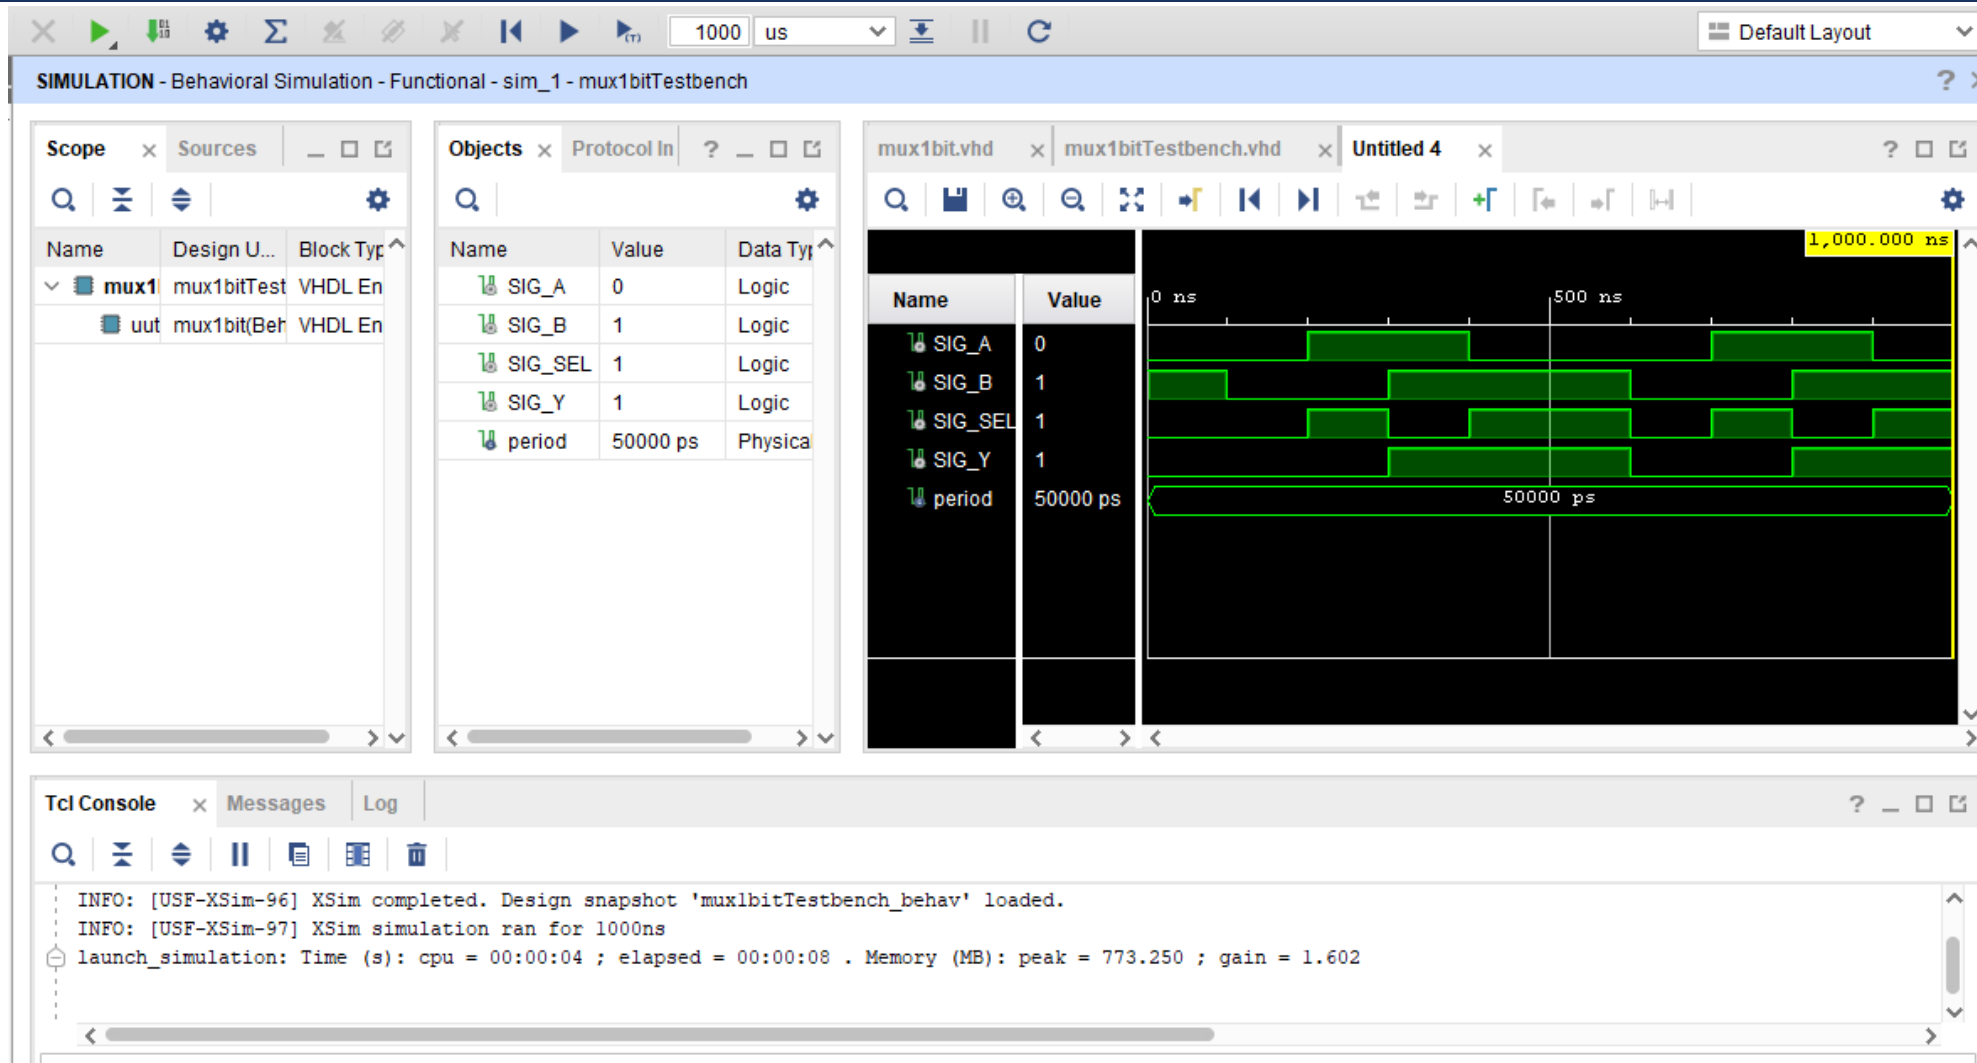 01
10
(T)
1000 us
Default Layout
SIMULATION - Behavioral Simulation - Functional - sim_1 - mux1bitTestbench
?
Scope Sources
Name Design U... Block Typ
mux1 mux1bitTest VHDL En
uut mux1bit(Beh VHDL En
Objects Protocol In ?
Name Value Data Typ
SIG_A 0 Logic
SIG_B 1 Logic
SIG_SEL 1 Logic
SIG_Y 1 Logic
period 50000 ps Physical
mux1bit.vhd mux1bitTestbench.vhd Untitled 4 ?
Name Value
SIG_A 0
SIG_B 1
SIG_SEL 1
SIG_Y 1
period 50000 ps
1,000.000 ns
0 ns 500 ns
50000 ps
Tcl Console Messages Log ?
INFO: [USF-XSim-96] XSim completed. Design snapshot 'mux1bitTestbench_behav' loaded.
INFO: [USF-XSim-97] XSim simulation ran for 1000ns
launch_simulation: Time (s): cpu = 00:00:04 ; elapsed = 00:00:08 . Memory (MB): peak = 773.250 ; gain = 1.602